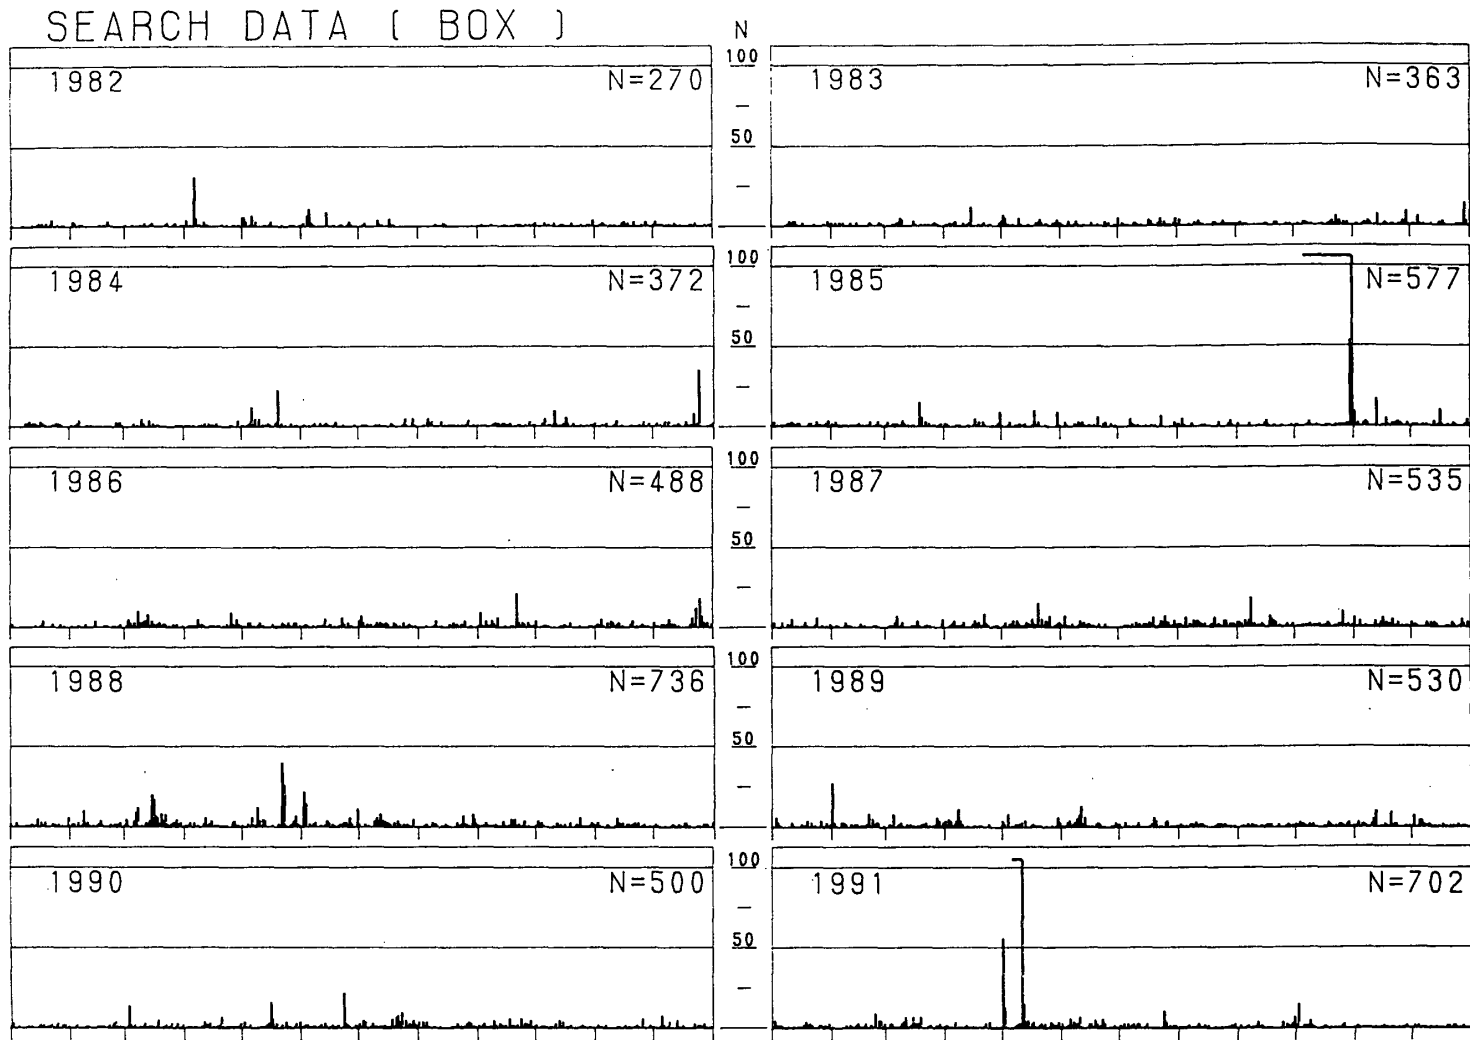 SEARCH DATA ( BOX )
N
1982 N=270
100
50
1983 N=363
1984 N=372
100
50
1985 N=577
1986 N=488
100
50
1987 N=535
1988 N=736
100
50
1989 N=530
1990 N=500
100
50
1991 N=702